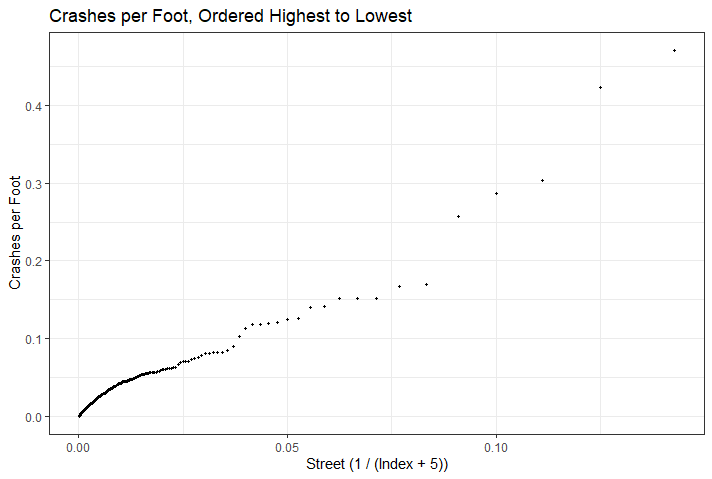 Crashes per Foot, Ordered Highest to Lowest
Crashes per Foot
0.4
0.3
0.2
0.1
0.0
0.00
0.05
0.10
Street (1 / (Index + 5))